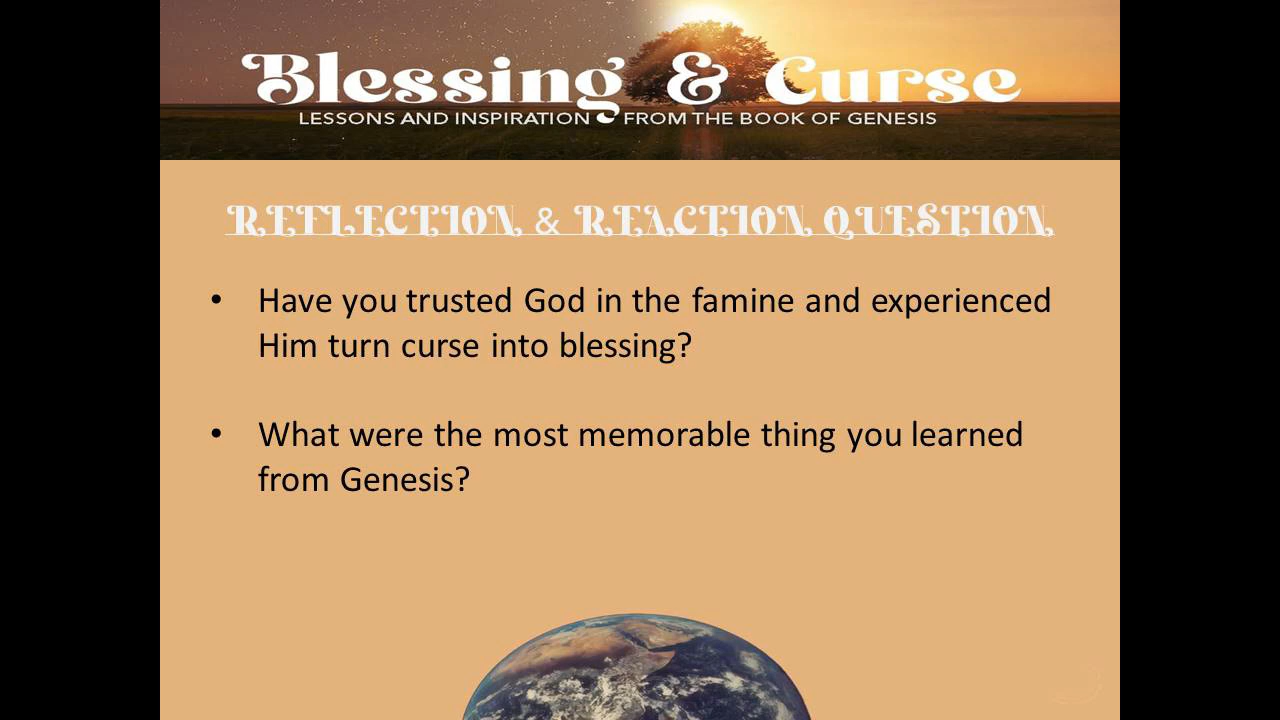 Blessing & Curse
LESSONS AND INSPIRATION FROM THE BOOK OF GENESIS
REFLECTION & REACTION QUESTION
• Have you trusted God in the famine and experienced
Him turn curse into blessing?
• What were the most memorable thing you learned
from Genesis?